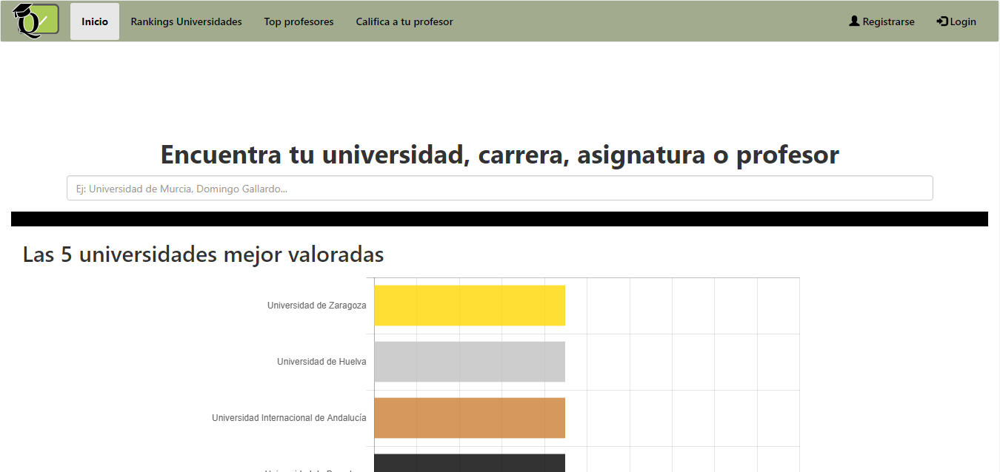 Inicio Rankings Universidades Top profesores Califica a tu profesor Registrarse Login
Encuentra tu universidad, carrera, asignatura o profesor
Ej: Universidad de Murcia, Domingo Gallardo...
Las 5 universidades mejor valoradas
Universidad de Zaragoza
Universidad de Huelva
Universidad Internacional de Andalucía